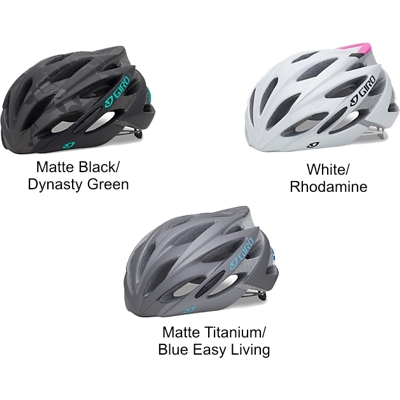 GIRO
GIRO
Matte Black/
Dynasty Green
White/
Rhodamine
GIRO
Matte Titanium/
Blue Easy Living